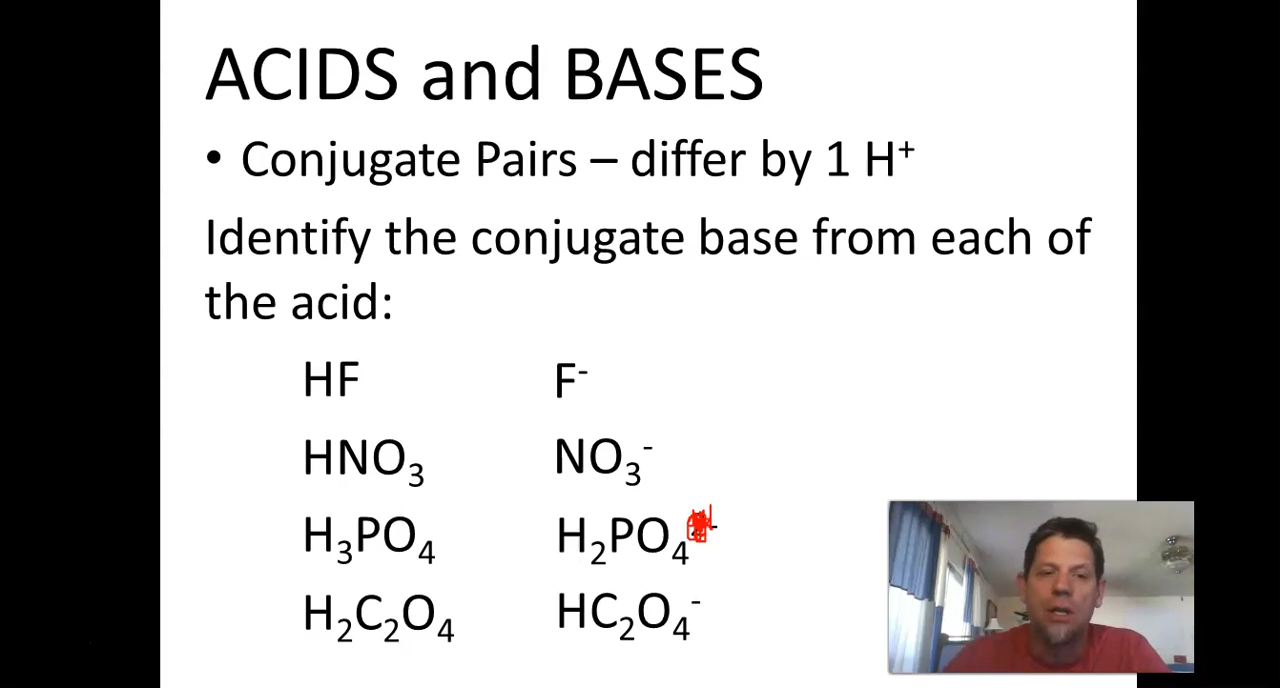 ACIDS and BASES
• Conjugate Pairs – differ by 1 H⁺
Identify the conjugate base from each of
the acid:
HF F⁻
HNO₃ NO₃⁻
H₃PO₄ H₂PO₄⁻
H₂C₂O₄ HC₂O₄⁻